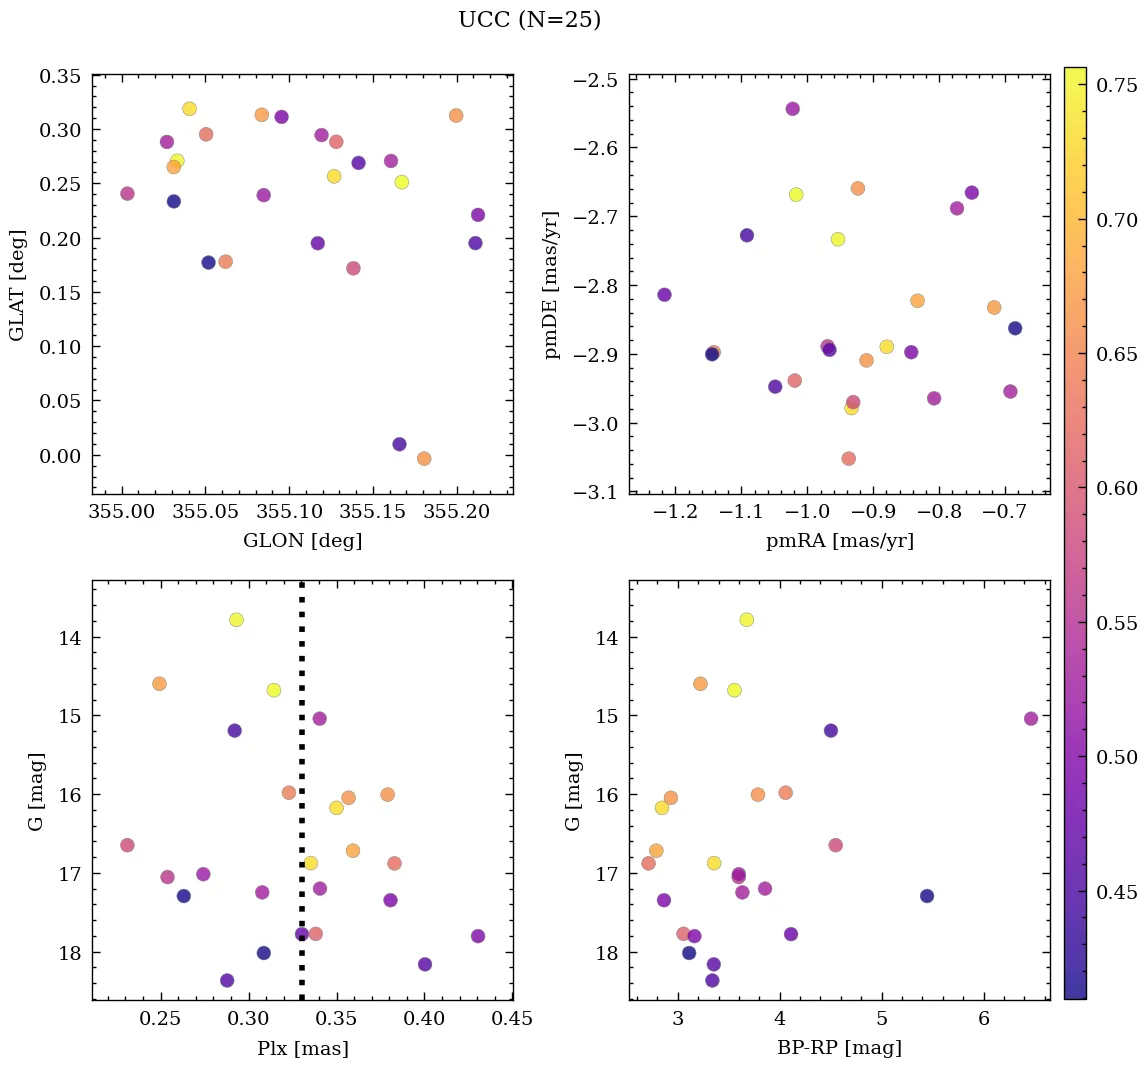 UCC (N=25)
0.35
0.30
0.25
0.20
0.15
0.10
0.05
0.00
GLAT [deg]
355.00 355.05 355.10 355.15 355.20
GLON [deg]
−2.5
−2.6
−2.7
−2.8
−2.9
−3.0
−3.1
pmDE [mas/yr]
−1.2 −1.1 −1.0 −0.9 −0.8 −0.7
pmRA [mas/yr]
14
15
16
17
18
G [mag]
0.25 0.30 0.35 0.40 0.45
Plx [mas]
14
15
16
17
18
G [mag]
3 4 5 6
BP-RP [mag]
0.75
0.70
0.65
0.60
0.55
0.50
0.45